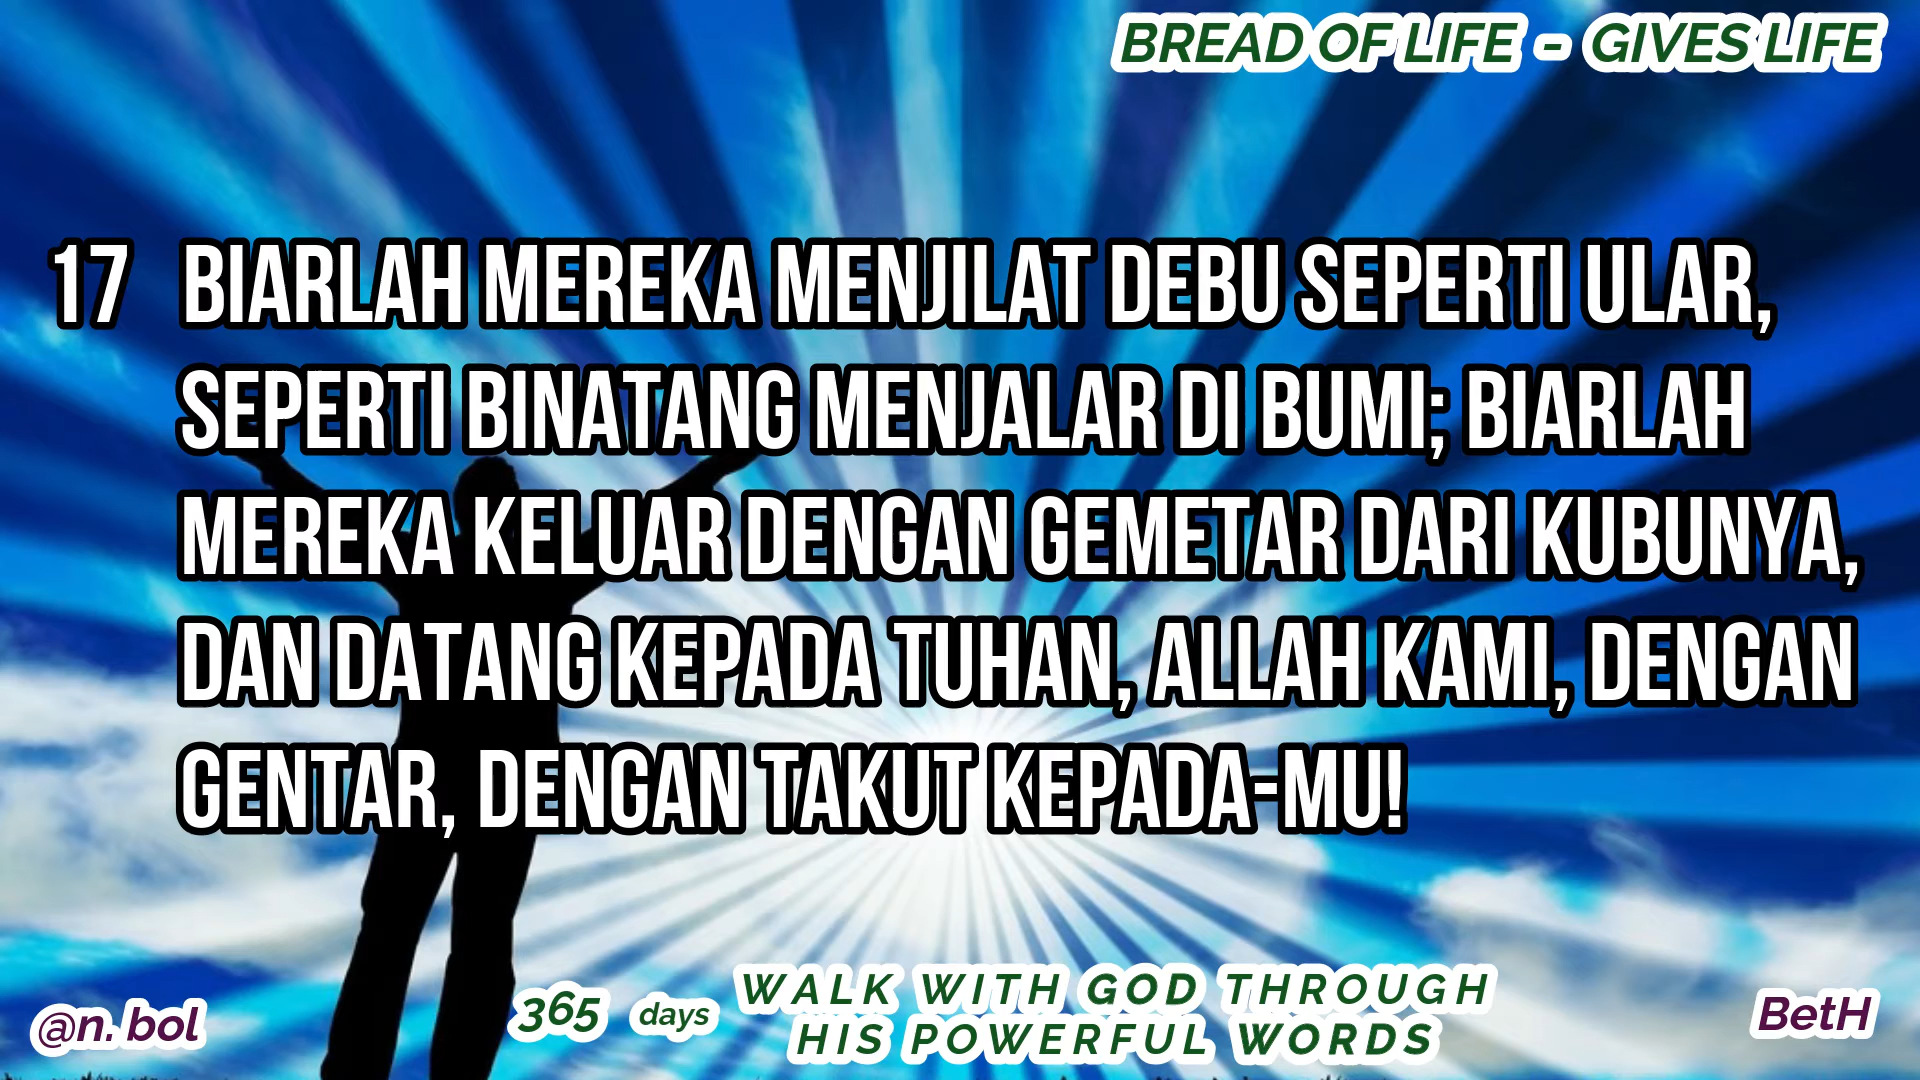 BREAD OF LIFE - GIVES LIFE
17 BIARLAH MEREKA MENJILAT DEBU SEPERTI ULAR,
SEPERTI BINATANG MENJALAR DI BUMI; BIARLAH
MEREKA KELUAR DENGAN GEMETAR DARI KUBUNYA,
DAN DATANG KEPADA TUHAN, ALLAH KAMI, DENGAN
GENTAR, DENGAN TAKUT KEPADA-MU!
@n. bol
365 days
WALK WITH GOD THROUGH
HIS POWERFUL WORDS
BetH